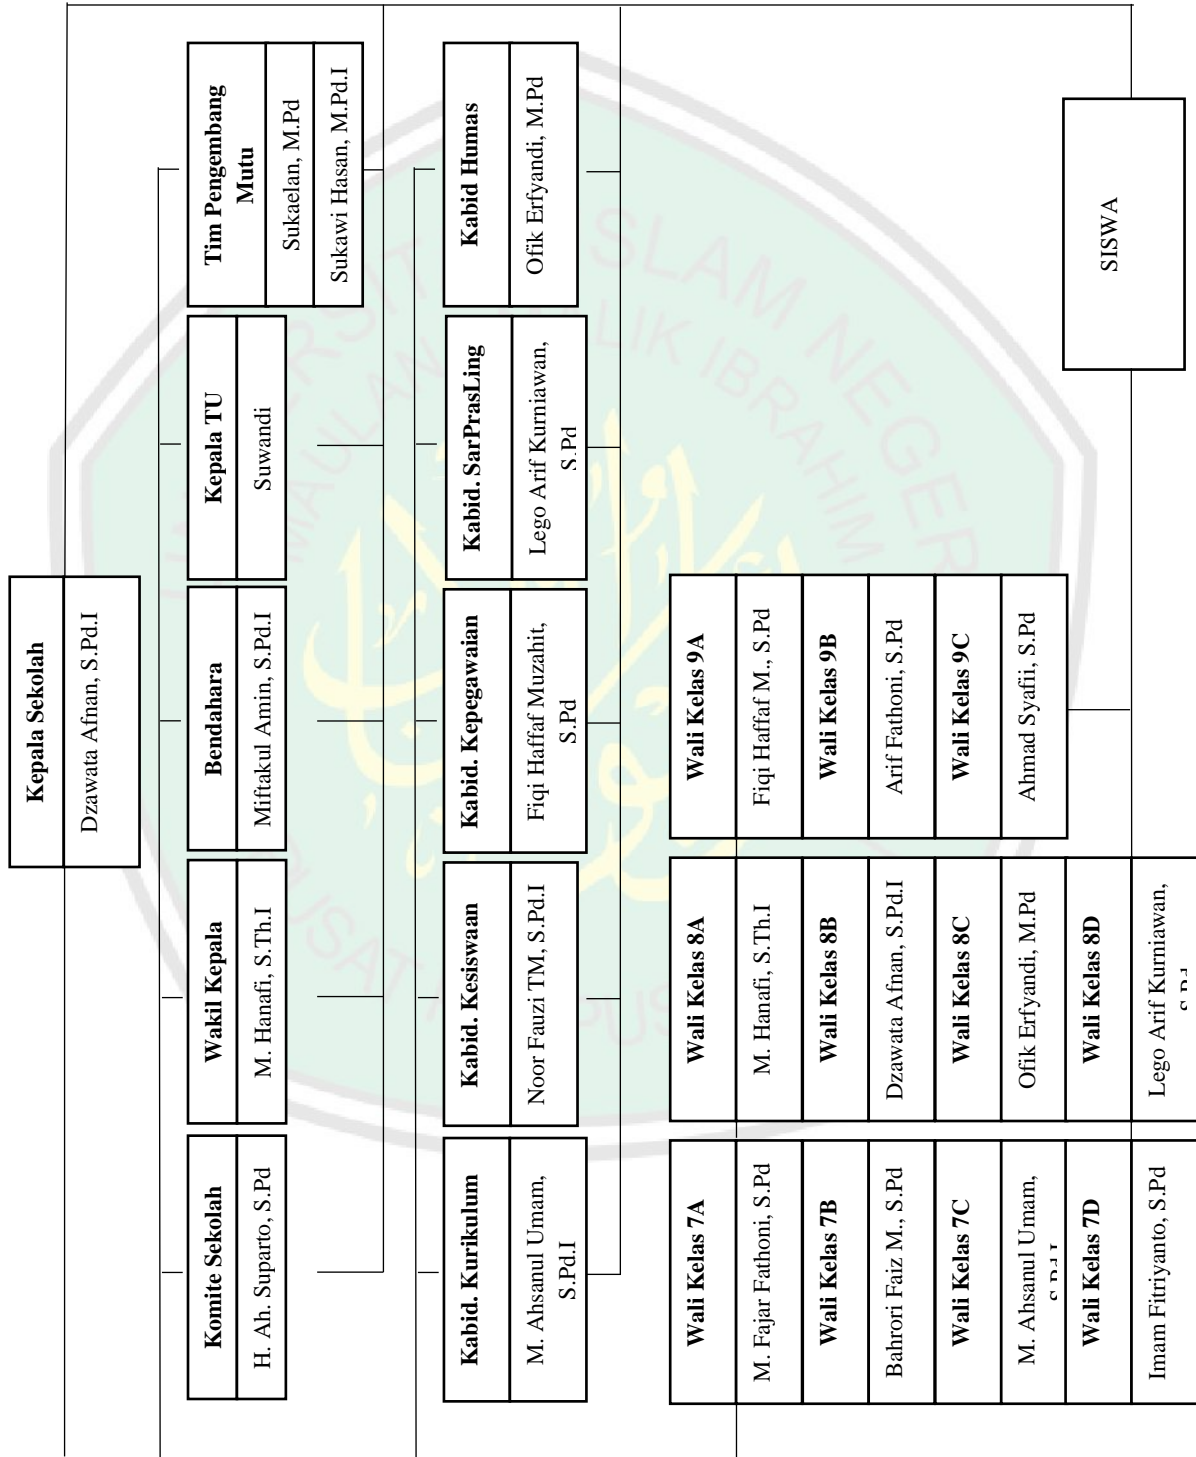 Kepala Sekolah
Dzawata Afnan, S.Pd.I
Komite Sekolah
H. Ah. Suparto, S.Pd
Wakil Kepala
M. Hanafi, S.Th.I
Bendahara
Miftakul Amin, S.Pd.I
Kepala TU
Suwandi
Tim Pengembang
Mutu
Sukaelan, M.Pd
Sukawi Hasan, M.Pd.I
Kabid. Kurikulum
M. Ahsanul Umam,
S.Pd.I
Kabid. Kesiswaan
Noor Fauzi TM, S.Pd.I
Kabid. Kepegawaian
Fiqi Haffaf Muzahit,
S.Pd
Kabid. SarPrasLing
Lego Arif Kurniawan,
S.Pd
Kabid Humas
Ofik Erfyandi, M.Pd
Wali Kelas 7A
M. Fajar Fathoni, S.Pd
Wali Kelas 7B
Bahrori Faiz M., S.Pd
Wali Kelas 7C
M. Ahsanul Umam,
S.Pd.I
Wali Kelas 7D
Imam Fitriyanto, S.Pd
Wali Kelas 8A
M. Hanafi, S.Th.I
Wali Kelas 8B
Dzawata Afnan, S.Pd.I
Wali Kelas 8C
Ofik Erfyandi, M.Pd
Wali Kelas 8D
Lego Arif Kurniawan,
S.Pd
Wali Kelas 9A
Fiqi Haffaf M., S.Pd
Wali Kelas 9B
Arif Fathoni, S.Pd
Wali Kelas 9C
Ahmad Syafii, S.Pd
SISWA